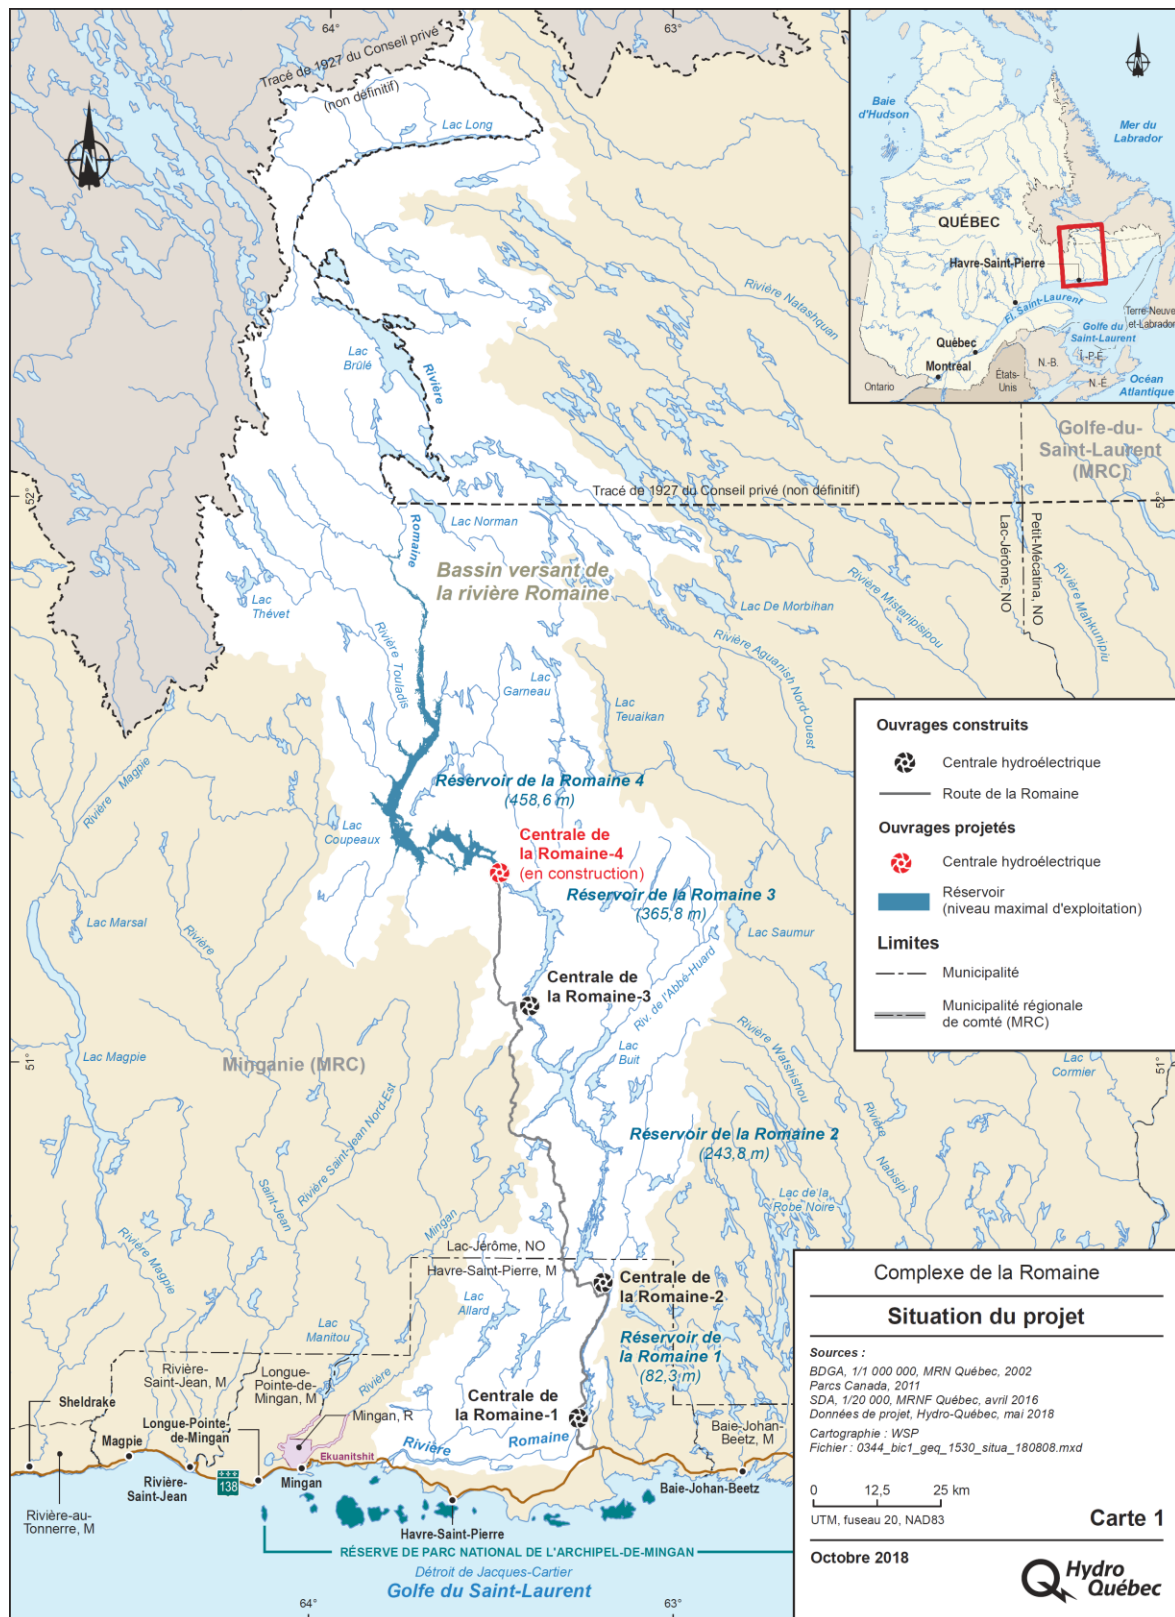 64°
63°
Tracé de 1927 du Conseil privé
(non définitif)
Lac Long
Baie
d'Hudson
Mer du
Labrador
QUÉBEC
Havre-Saint-Pierre
Fl. Saint-Laurent
Terre-Neuve-
et-Labrador
Golfe du
Saint-Laurent
Québec
Montréal
Î.-P.-É.
N.-B.
N.-É.
États-
Unis
Ontario
Océan
Atlantique
Rivière Natashquan
Lac
Brûlé
Rivière
Golfe-du-
Saint-Laurent
(MRC)
52°
Tracé de 1927 du Conseil privé (non définitif)
52°
Lac Norman
Romaine
Bassin versant de
la rivière Romaine
Lac-Jérôme, NO
Petit-Mécatina, NO
Rivière Mistanipisipou
Rivière Mahkunipiu
Lac
Thévet
Lac De Morbihan
Rivière Touladis
Rivière Aguanish Nord-Ouest
Lac
Garneau
Lac
Teuaikan
Rivière Magpie
Réservoir de la Romaine 4
(458,6 m)
Lac
Coupeaux
Centrale de
la Romaine-4
(en construction)
Réservoir de la Romaine 3
(365,8 m)
Ouvrages construits
Centrale hydroélectrique
Route de la Romaine
Ouvrages projetés
Centrale hydroélectrique
Réservoir
(niveau maximal d'exploitation)
Limites
Municipalité
Municipalité régionale
de comté (MRC)
Lac Marsal
Rivière
Lac Saumur
Centrale de
la Romaine-3
Riv. de l'Abbé-Huard
Lac
Buit
Rivière Watshishou
Lac Magpie
51°
Minganie (MRC)
Lac
Cormier
51°
Rivière Saint-Jean Nord-Est
Réservoir de la Romaine 2
(243,8 m)
Rivière
Nabisipi
Saint-Jean
Mingan
Lac de la
Robe Noire
Rivière Magpie
Lac-Jérôme, NO
Havre-Saint-Pierre, M
Centrale de
la Romaine-2
Lac
Allard
Lac
Manitou
Réservoir de
la Romaine 1
(82,3 m)
Rivière-
Saint-Jean, M
Longue-
Pointe-de-
Mingan, M
Rivière
Sheldrake
Longue-Pointe-
de-Mingan
Mingan, R
Centrale de
la Romaine-1
Baie-Johan-
Beetz, M
Magpie
Ekuanitshit
Rivière Romaine
Rivière-
Saint-Jean
138
Mingan
Baie-Johan-Beetz
Rivière-au-
Tonnerre, M
Havre-Saint-Pierre
RÉSERVE DE PARC NATIONAL DE L'ARCHIPEL-DE-MINGAN
Détroit de Jacques-Cartier
Golfe du Saint-Laurent
64°
63°
Complexe de la Romaine
Situation du projet
Sources :
BDGA, 1/1 000 000, MRN Québec, 2002
Parcs Canada, 2011
SDA, 1/20 000, MRNF Québec, avril 2016
Données de projet, Hydro-Québec, mai 2018
Cartographie : WSP
Fichier : 0344_bic1_geq_1530_situa_180808.mxd
0 12,5 25 km
UTM, fuseau 20, NAD83
Carte 1
Octobre 2018
Hydro
Québec